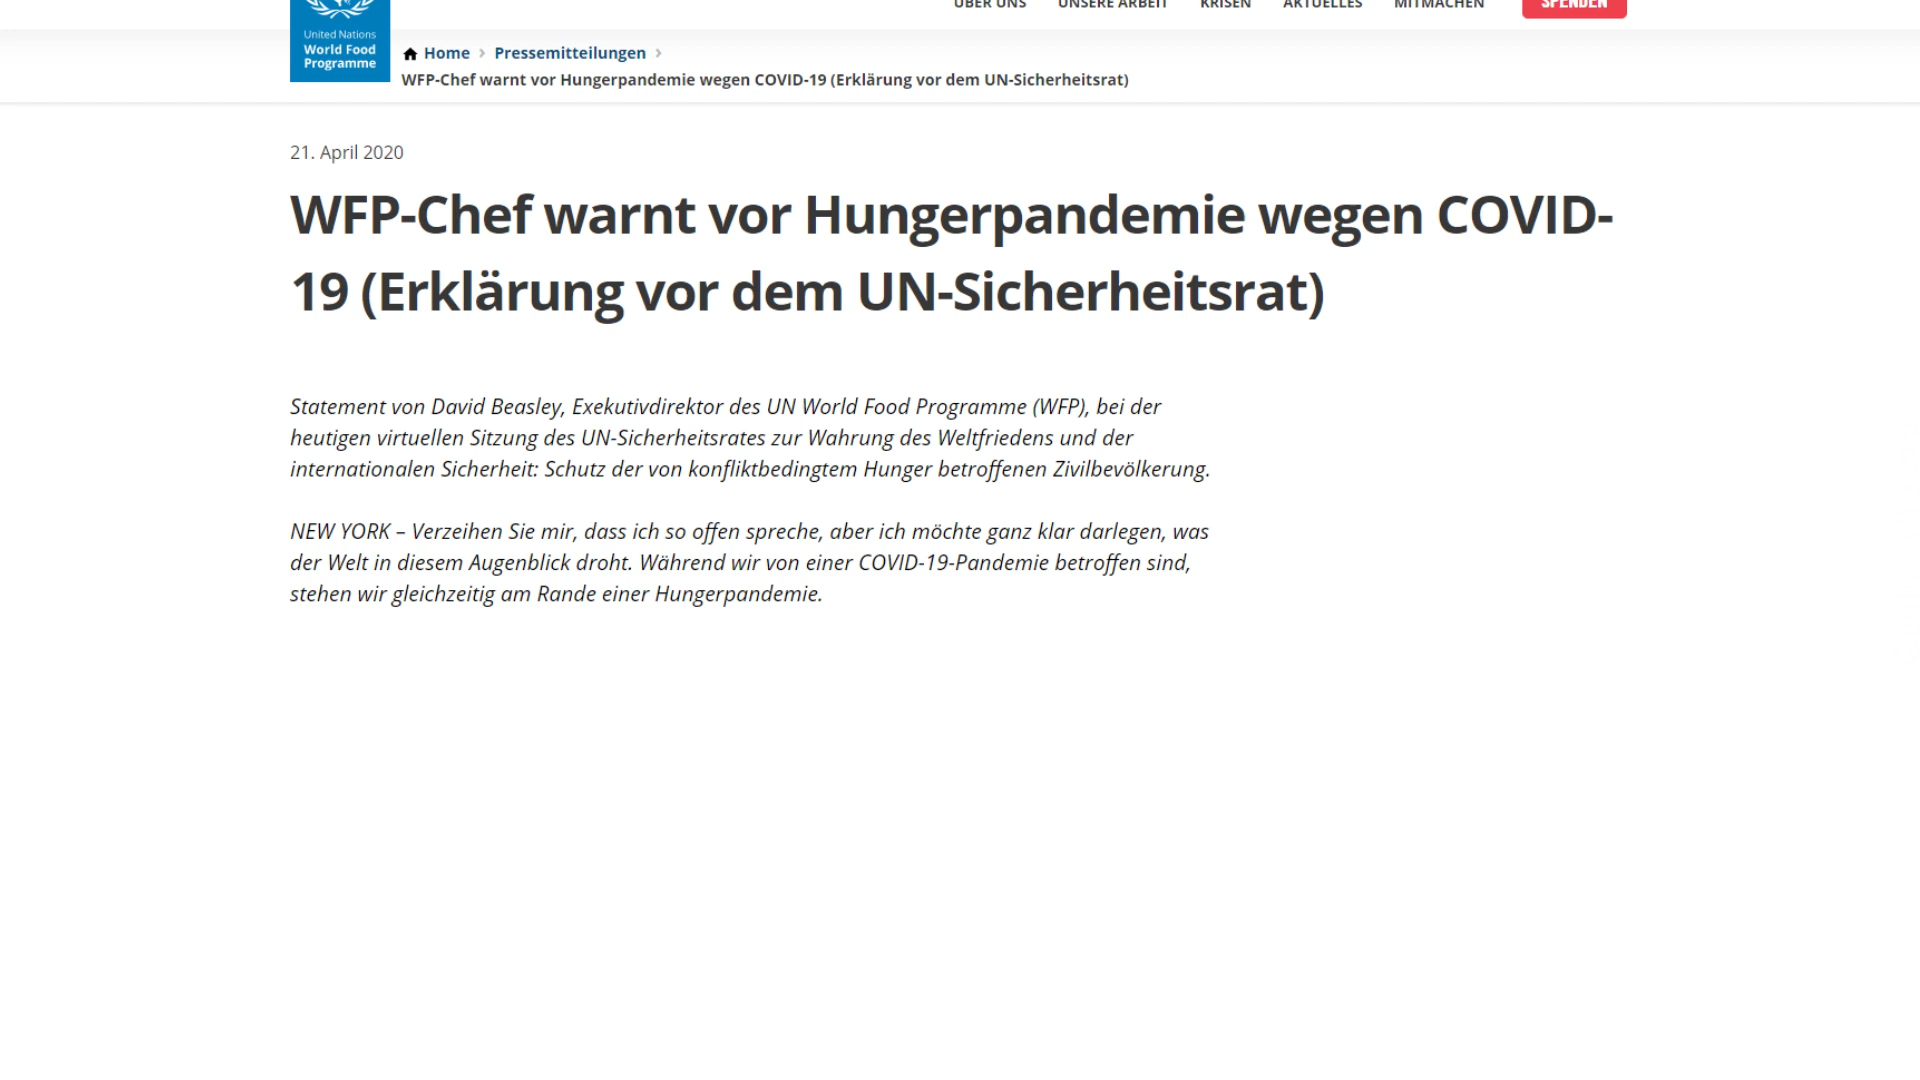 ÜBER UNS UNSERE ARBEIT KRISEN AKTUELLES MITMACHEN SPENDEN
United Nations
World Food
Programme
Home › Pressemitteilungen ›
WFP-Chef warnt vor Hungerpandemie wegen COVID-19 (Erklärung vor dem UN-Sicherheitsrat)
21. April 2020
WFP-Chef warnt vor Hungerpandemie wegen COVID-
19 (Erklärung vor dem UN-Sicherheitsrat)
Statement von David Beasley, Exekutivdirektor des UN World Food Programme (WFP), bei der
heutigen virtuellen Sitzung des UN-Sicherheitsrates zur Wahrung des Weltfriedens und der
internationalen Sicherheit: Schutz der von konfliktbedingtem Hunger betroffenen Zivilbevölkerung.
NEW YORK – Verzeihen Sie mir, dass ich so offen spreche, aber ich möchte ganz klar darlegen, was
der Welt in diesem Augenblick droht. Während wir von einer COVID-19-Pandemie betroffen sind,
stehen wir gleichzeitig am Rande einer Hungerpandemie.